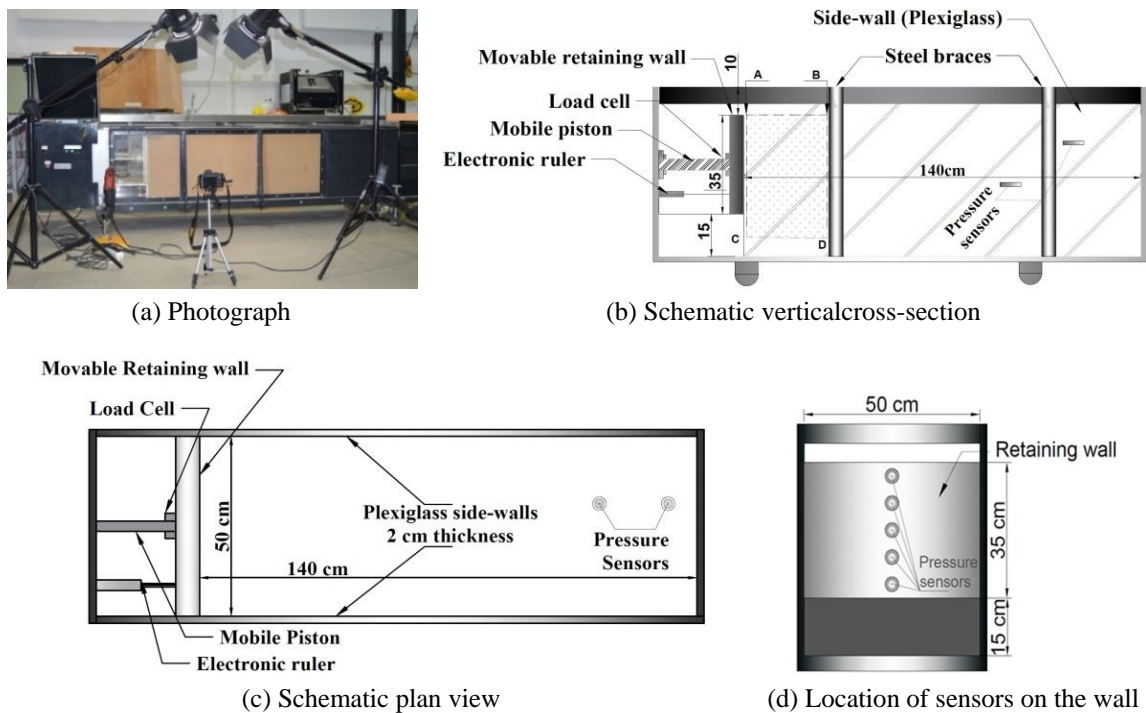 (a) Photograph
Side-wall (Plexiglass)
Movable retaining wall
Steel braces
10
A
B
Load cell
Mobile piston
Electronic ruler
35
140cm
15
C
D
Pressure
sensors
(b) Schematic verticalcross-section
Movable Retaining wall
Load Cell
50 cm
Plexiglass side-walls
2 cm thickness
Pressure
Sensors
140 cm
Mobile Piston
Electronic ruler
(c) Schematic plan view
50 cm
Retaining wall
35 cm
Pressure
sensors
15 cm
(d) Location of sensors on the wall